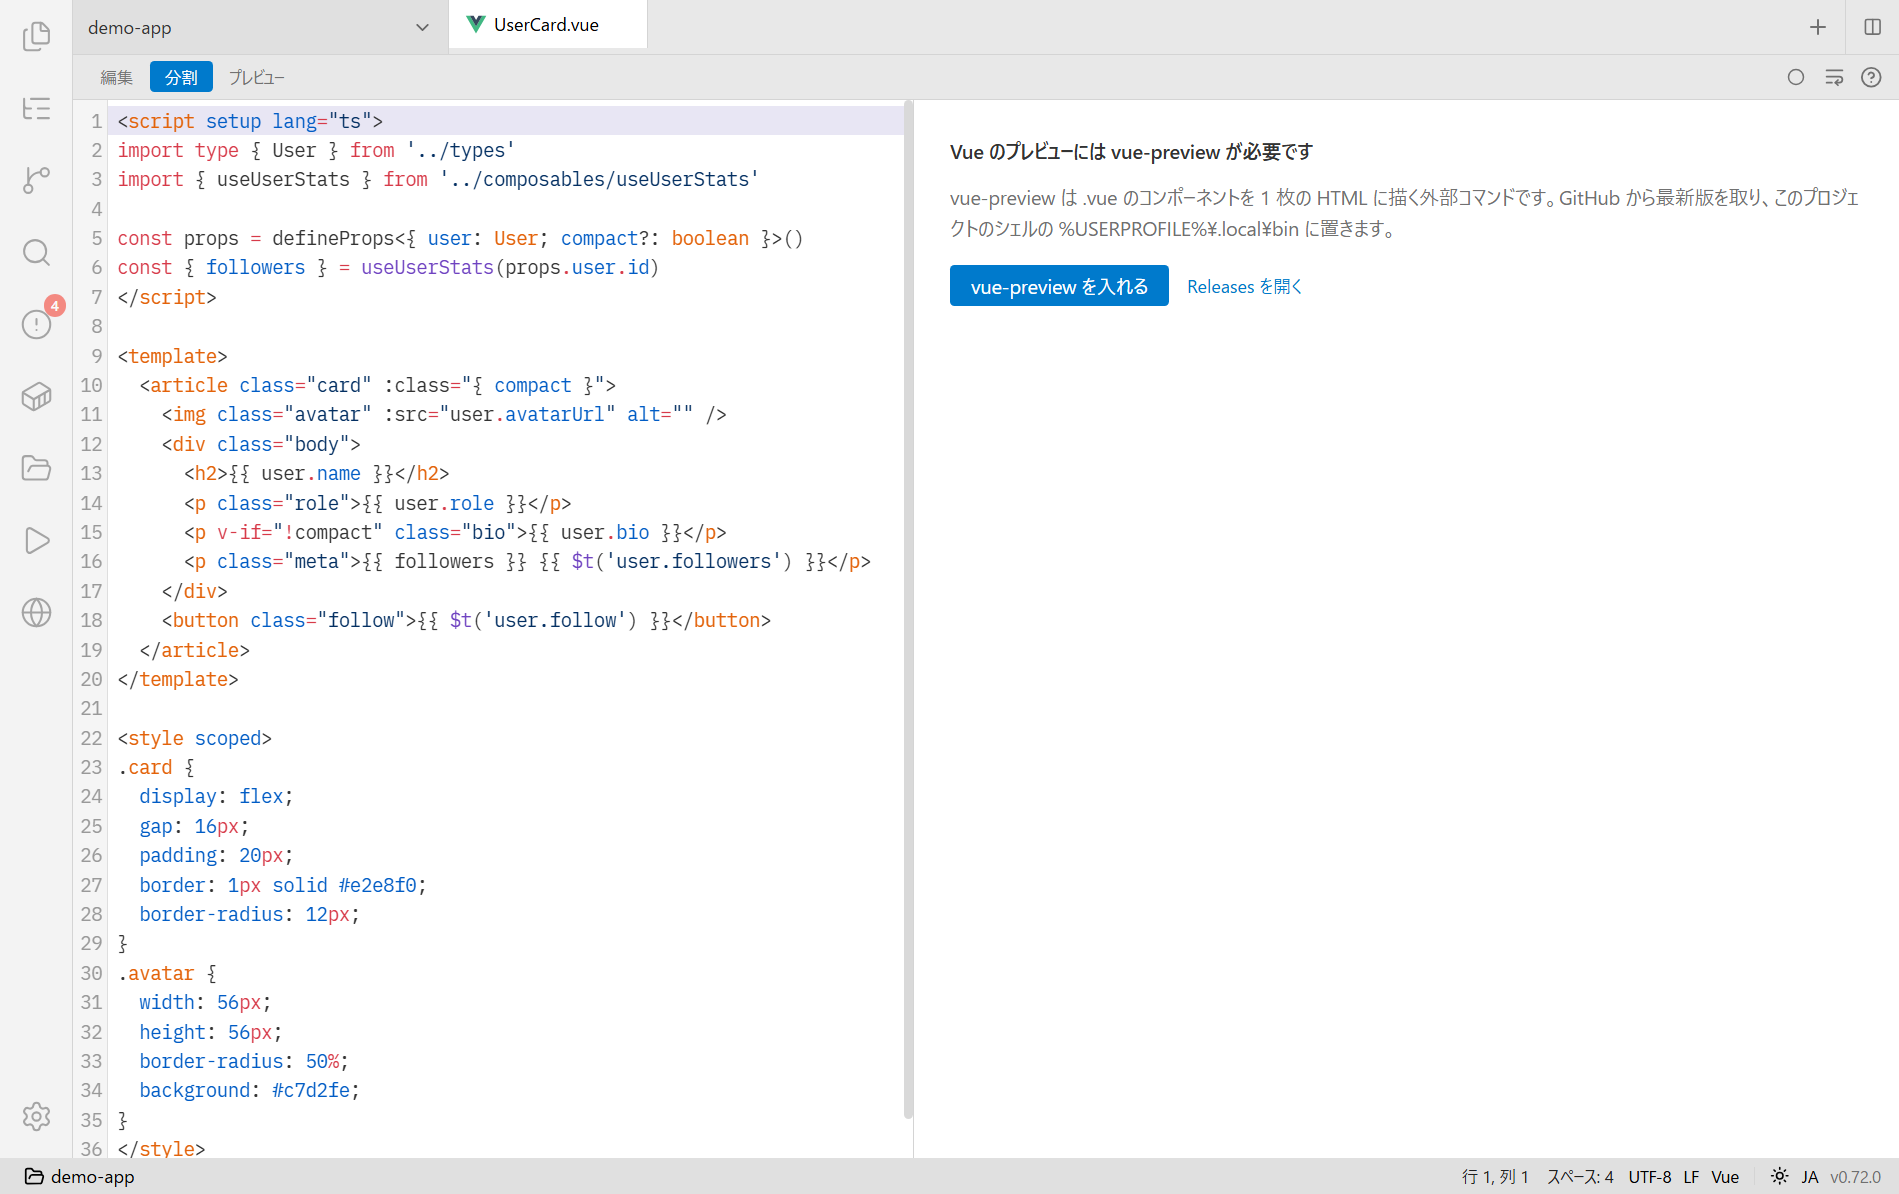 demo-app
UserCard.vue
編集 分割 プレビュー
1 <script setup lang="ts">
2 import type { User } from '../types'
3 import { useUserStats } from '../composables/useUserStats'
4
5 const props = defineProps<{ user: User; compact?: boolean }>()
6 const { followers } = useUserStats(props.user.id)
7 </script>
8
9 <template>
10 <article class="card" :class="{ compact }">
11 <img class="avatar" :src="user.avatarUrl" alt="" />
12 <div class="body">
13 <h2>{{ user.name }}</h2>
14 <p class="role">{{ user.role }}</p>
15 <p v-if="!compact" class="bio">{{ user.bio }}</p>
16 <p class="meta">{{ followers }} {{ $t('user.followers') }}</p>
17 </div>
18 <button class="follow">{{ $t('user.follow') }}</button>
19 </article>
20 </template>
21
22 <style scoped>
23 .card {
24 display: flex;
25 gap: 16px;
26 padding: 20px;
27 border: 1px solid #e2e8f0;
28 border-radius: 12px;
29 }
30 .avatar {
31 width: 56px;
32 height: 56px;
33 border-radius: 50%;
34 background: #c7d2fe;
35 }
36 </style>
Vue のプレビューには vue-preview が必要です
vue-preview は .vue のコンポーネントを 1 枚の HTML に描く外部コマンドです。GitHub から最新版を取り、このプロジェ
クトのシェルの %USERPROFILE%¥.local¥bin に置きます。
vue-preview を入れる Releases を開く
4
demo-app
行 1, 列 1 スペース: 4 UTF-8 LF Vue JA v0.72.0